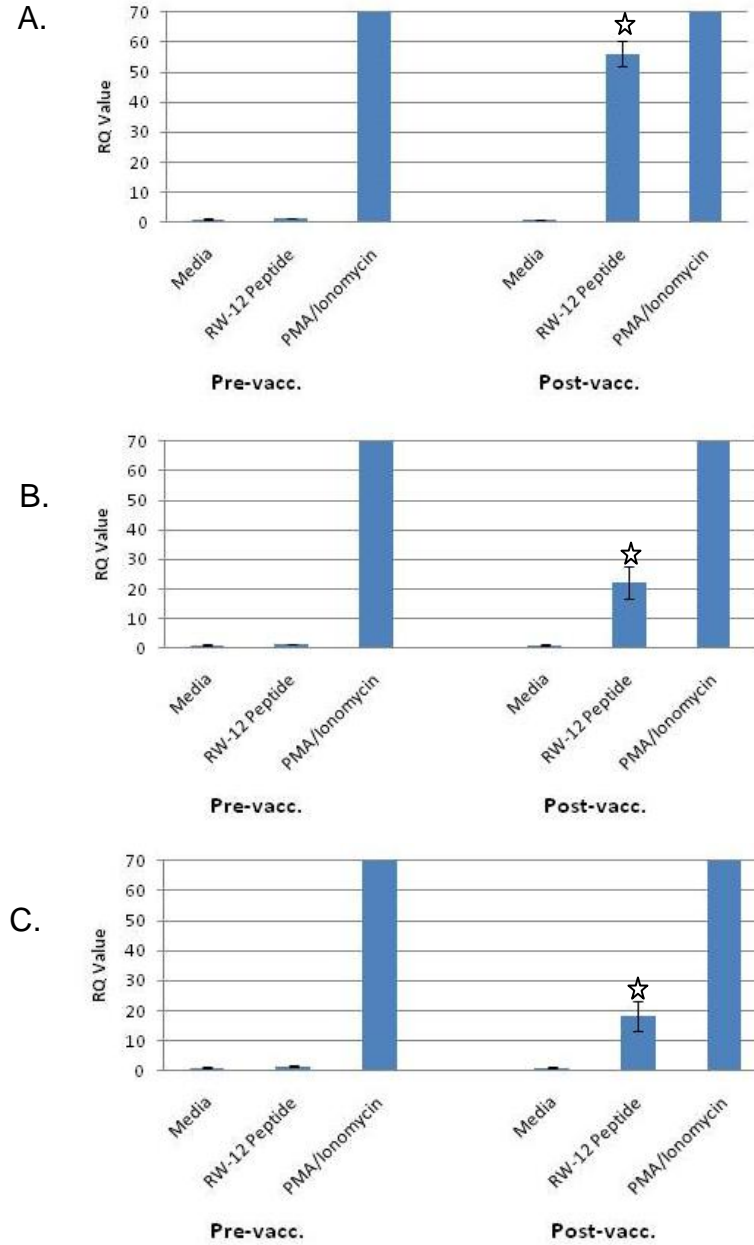 A.
RQ Value
70
60
50
40
30
20
10
0
Media
RW-12 Peptide
PMA/Ionomycin
Media
RW-12 Peptide
PMA/Ionomycin
Pre-vacc.
Post-vacc.
B.
RQ Value
70
60
50
40
30
20
10
0
Media
RW-12 Peptide
PMA/Ionomycin
Media
RW-12 Peptide
PMA/Ionomycin
Pre-vacc.
Post-vacc.
C.
RQ Value
70
60
50
40
30
20
10
0
Media
RW-12 Peptide
PMA/Ionomycin
Media
RW-12 Peptide
PMA/Ionomycin
Pre-vacc.
Post-vacc.